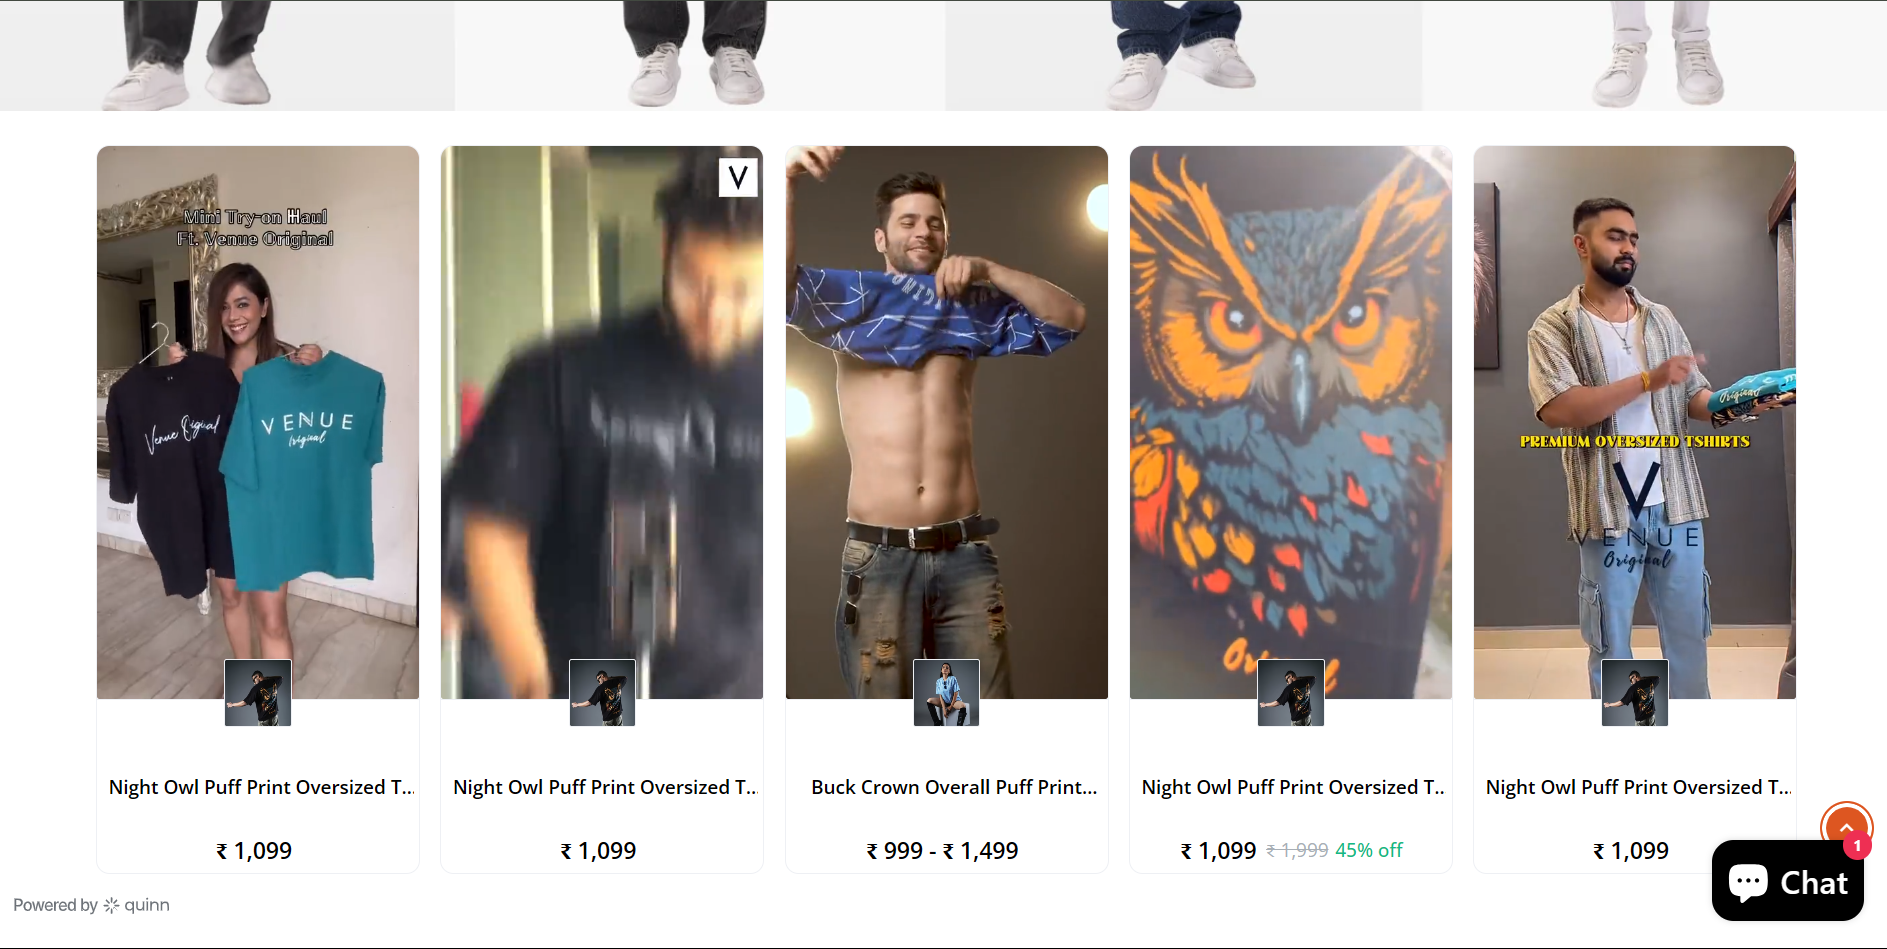 Mini Try-on Haul
Ft. Venue Original
V
Venue Original
VENUE
Original
Original
PREMIUM OVERSIZED TSHIRTS
V
VENUE
Original
Night Owl Puff Print Oversized T...
Night Owl Puff Print Oversized T...
Buck Crown Overall Puff Print...
Night Owl Puff Print Oversized T...
Night Owl Puff Print Oversized T...
₹ 1,099
₹ 1,099
₹ 999 - ₹ 1,499
₹ 1,099 ₹ 1,999 45% off
₹ 1,099
1
Chat
Powered by quinn